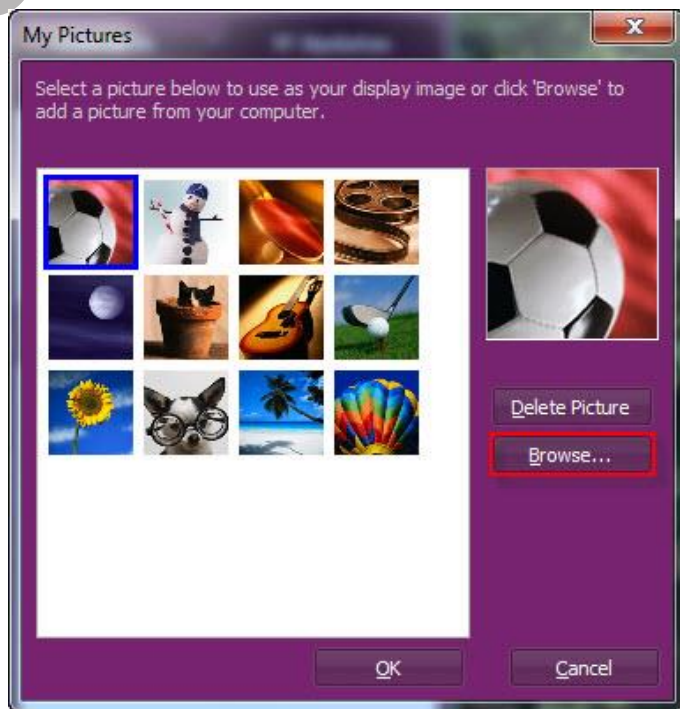 My Pictures
Select a picture below to use as your display image or click 'Browse' to
add a picture from your computer.
Delete Picture
Browse...
OK
Cancel